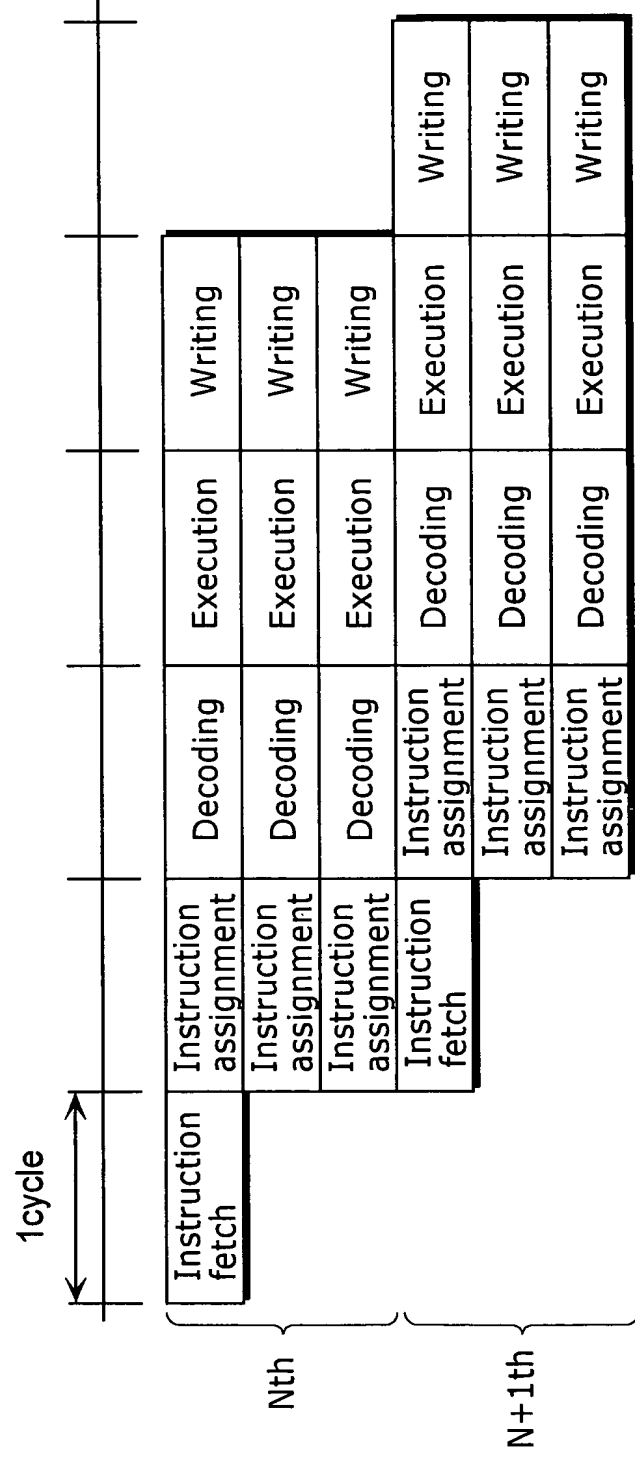 1cycle
Nth
Instruction
fetch
Instruction
assignment
Decoding
Execution
Writing
Instruction
assignment
Decoding
Execution
Writing
Instruction
assignment
Decoding
Execution
Writing
N+1th
Instruction
fetch
Instruction
assignment
Decoding
Execution
Writing
Instruction
assignment
Decoding
Execution
Writing
Instruction
assignment
Decoding
Execution
Writing